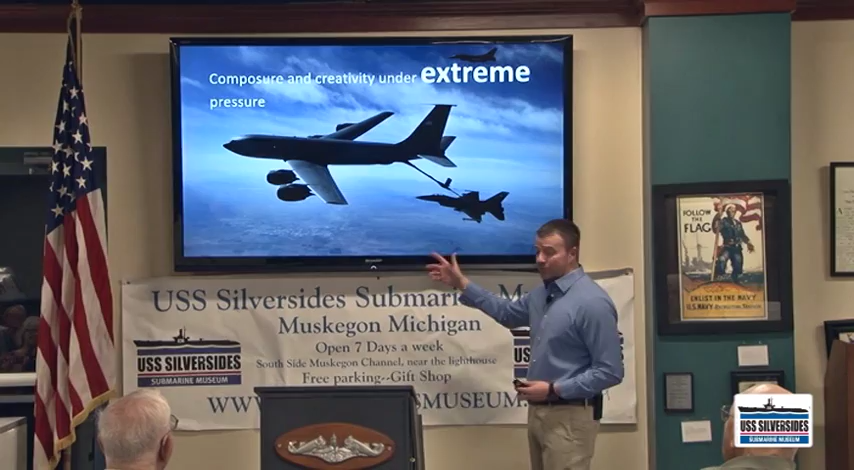 Composure and creativity under extreme
pressure
USS Silversides Submarine M
Muskegon Michigan
Open 7 Days a week
South Side Muskegon Channel, near the lighthouse
Free parking--Gift Shop
USS SILVERSIDES
SUBMARINE MUSEUM
FOLLOW
THE
FLAG
ENLIST IN THE NAVY
USS SILVERSIDES
SUBMARINE MUSEUM